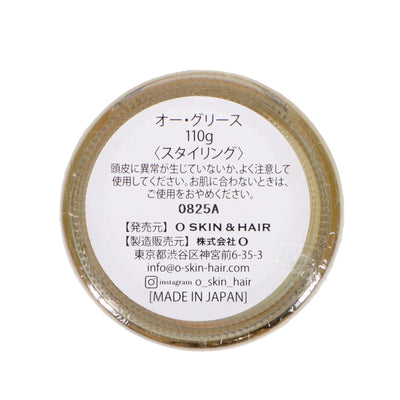 オー・グリース
110g
〈スタイリング〉
頭皮に異常が生じていないか、よく注意して
使用してください。お肌に合わないときは、
ご使用をおやめください。
0825A
【発売元】 O SKIN & HAIR
【製造販売元】 株式会社O
東京都渋谷区神宮前6-35-3
info@o-skin-hair.com
instagram o_skin_hair
[MADE IN JAPAN]